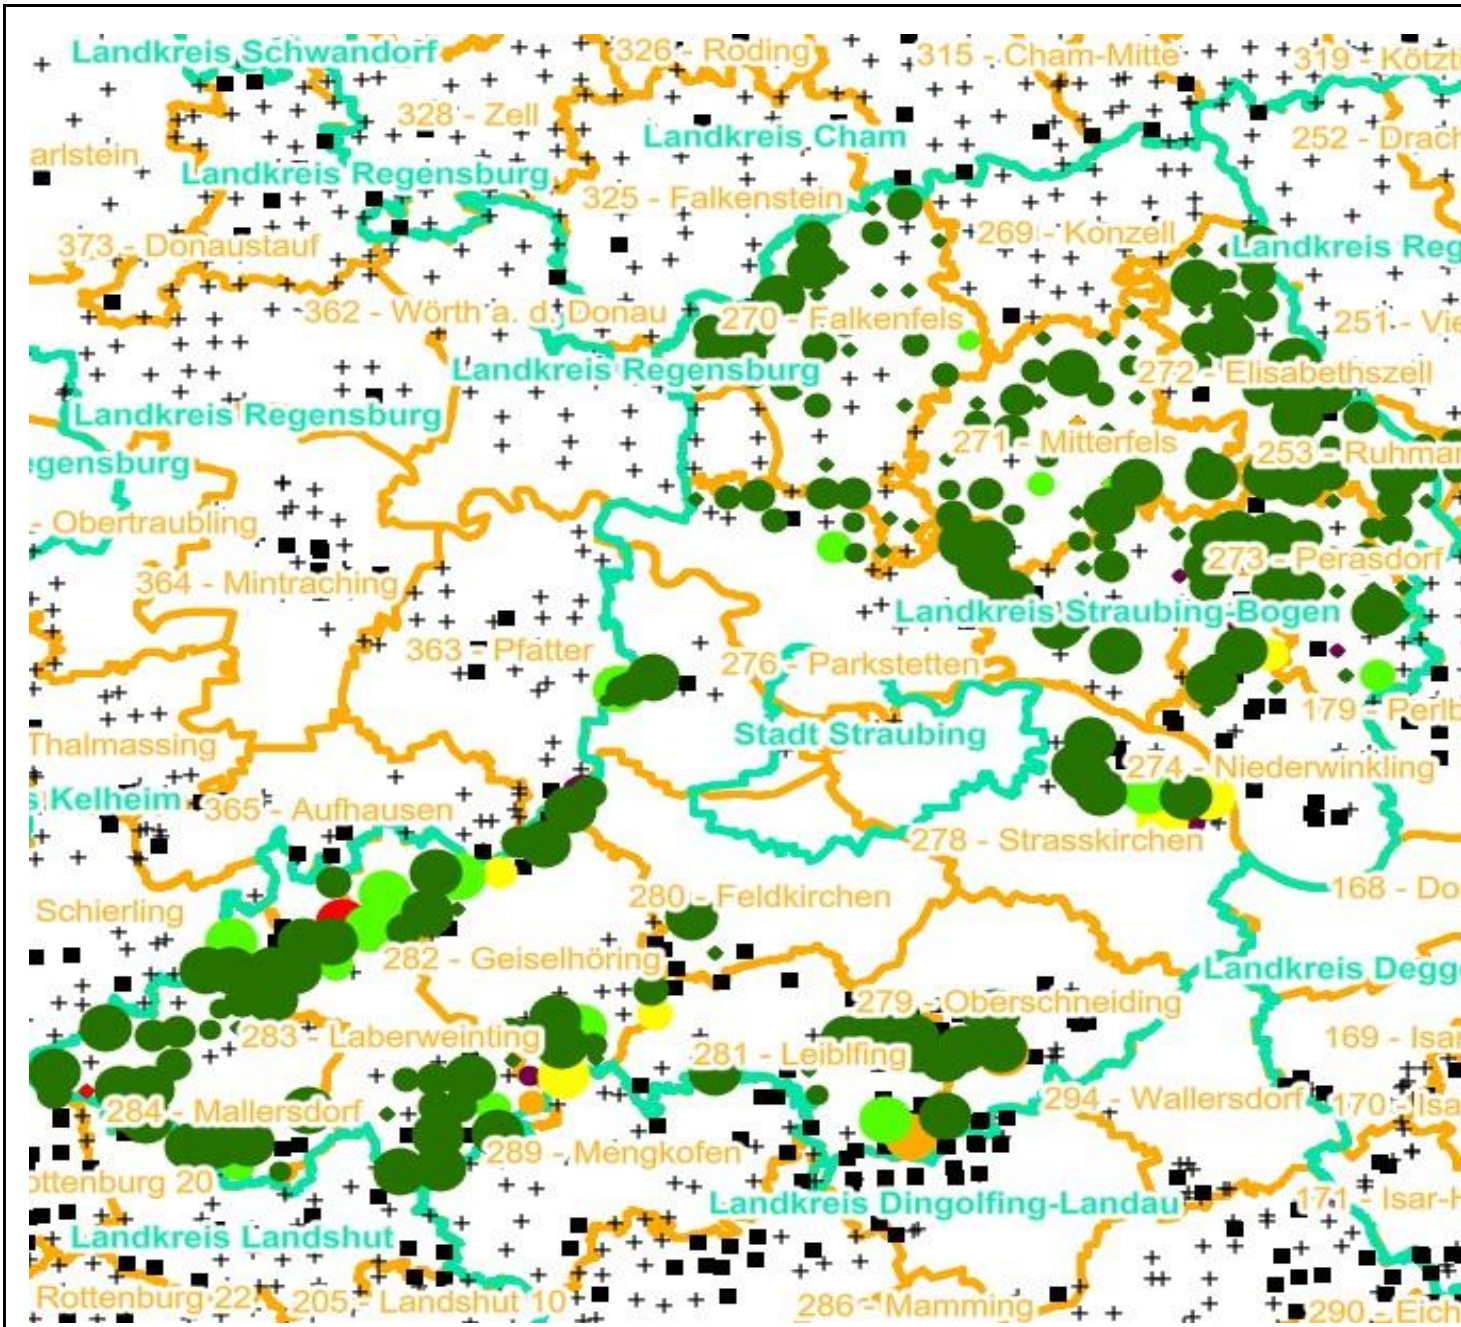 Landkreis Schwandorf
326 - Roding
315 - Cham-Mitte
319 - Kötzti
328 - Zell
Landkreis Cham
252 - Drach
arlstein
Landkreis Regensburg
325 - Falkenstein
269 - Konzell
373 - Donaustauf
Landkreis Reg
362 - Wörth a. d. Donau
270 - Falkenfels
251 - Vie
Landkreis Regensburg
272 - Elisabethszell
Landkreis Regensburg
271 - Mitterfels
253 - Ruhmar
egensburg
- Obertraubling
273 - Perasdorf
364 - Mintraching
Landkreis Straubing-Bogen
363 - Pfatter
276 - Parkstetten
179 - Perlb
Thalmassing
Stadt Straubing
274 - Niederwinkling
s Kelheim
365 - Aufhausen
278 - Strasskirchen
280 - Feldkirchen
168 - Do
Schierling
282 - Geiselhöring
Landkreis Degge
279 - Oberschneiding
283 - Laberweinting
281 - Leiblfing
169 - Isar
284 - Mallersdorf
294 - Wallersdorf
170 - Isa
289 - Mengkofen
ottenburg 20
Landkreis Dingolfing-Landau
171 - Isar-H
Landkreis Landshut
Rottenburg 22
205 - Landshut 10
286 - Mamming
290 - Eich